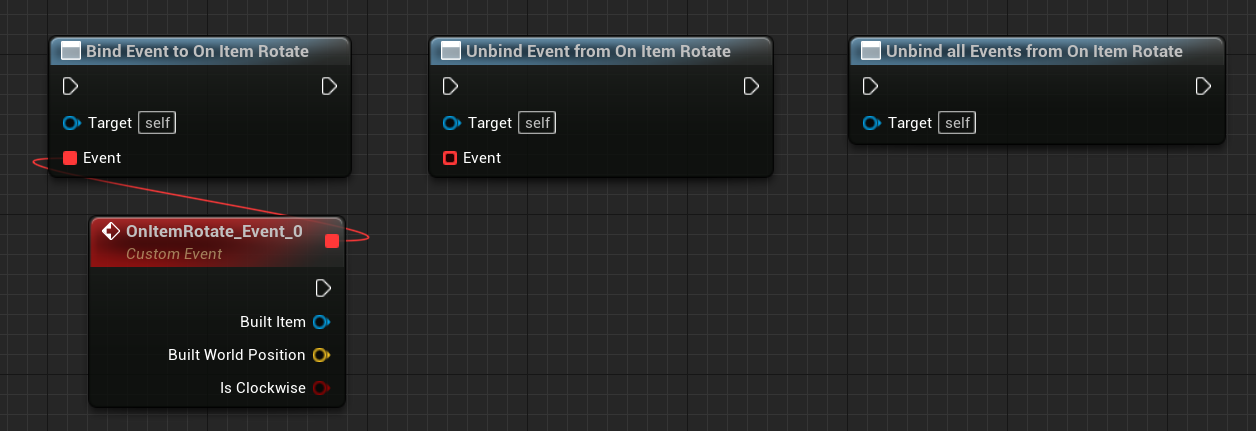 Bind Event to On Item Rotate
Target self
Event
Unbind Event from On Item Rotate
Target self
Event
Unbind all Events from On Item Rotate
Target self
OnItemRotate_Event_0
Custom Event
Built Item
Built World Position
Is Clockwise